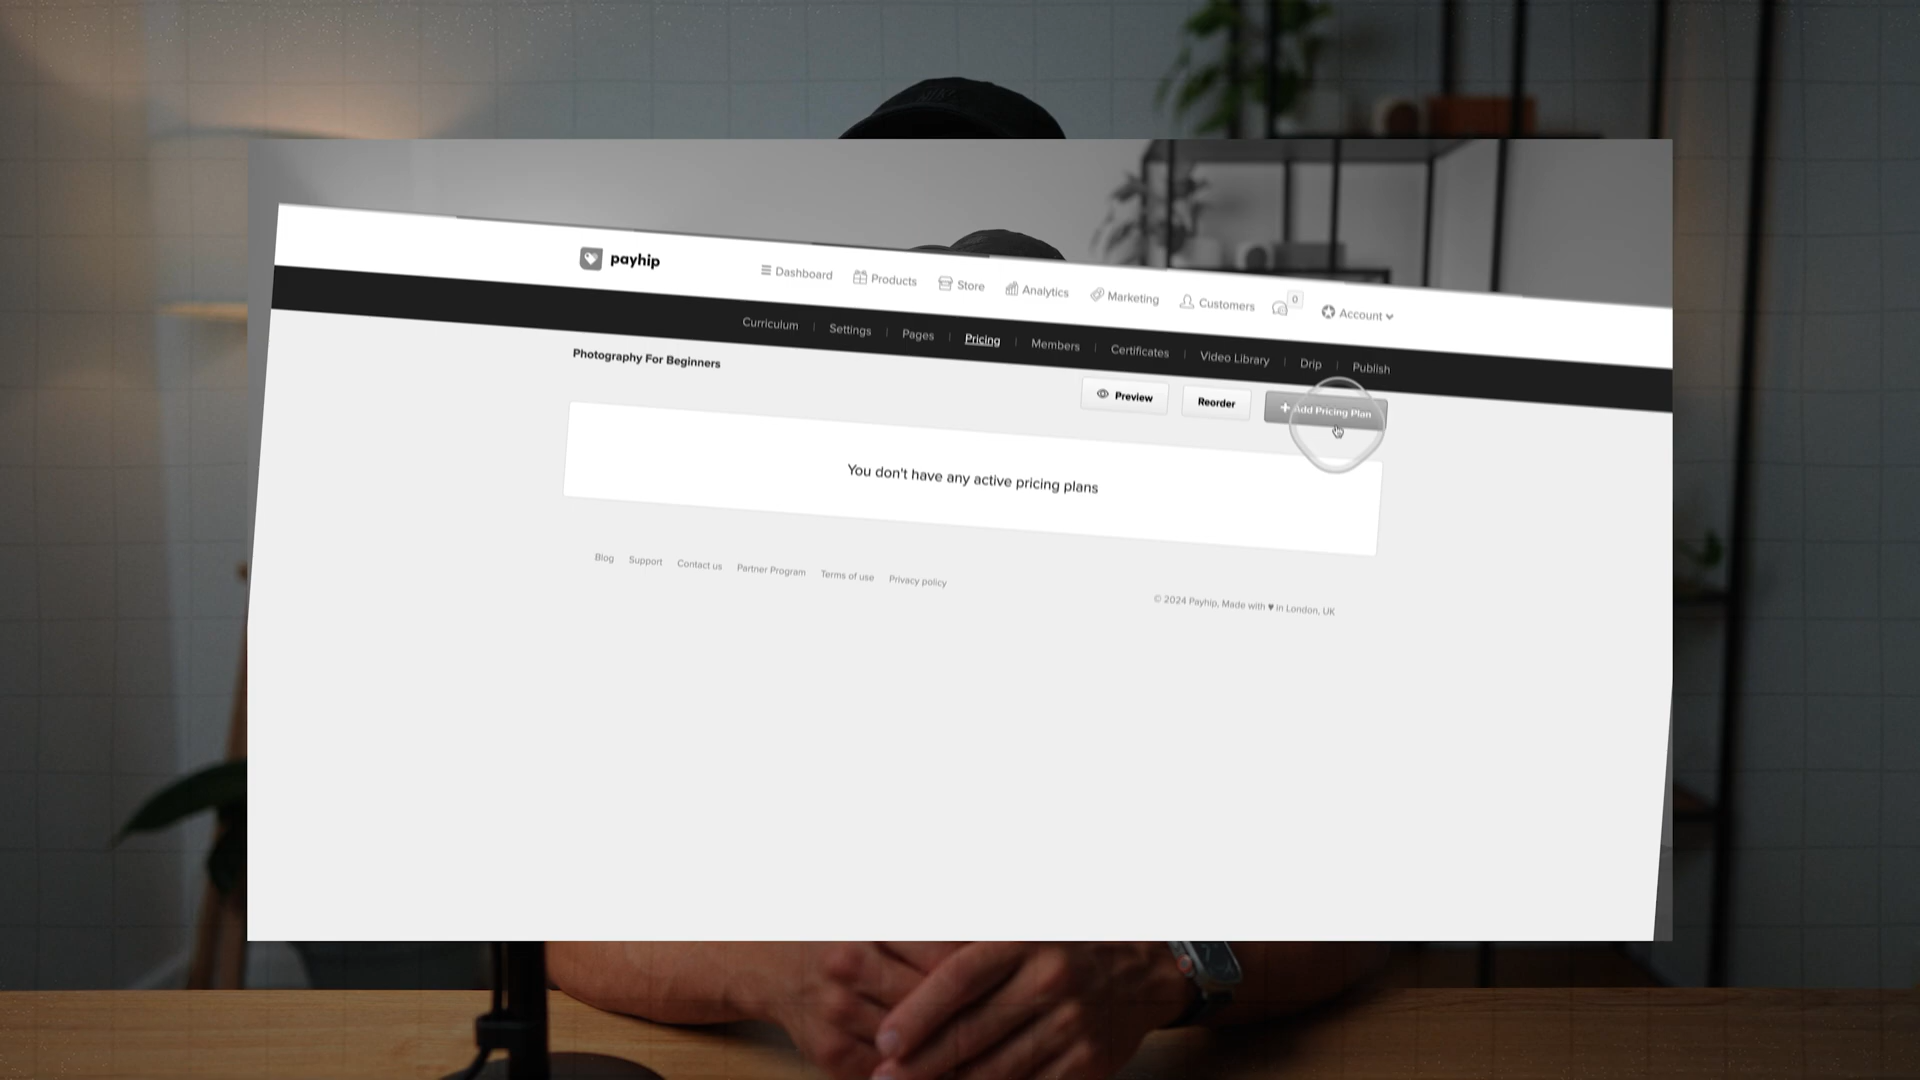 payhip
Dashboard Products Store Analytics Marketing Customers 0 Account
Curriculum Settings Pages Pricing Members Certificates Video Library Drip Publish
Photography For Beginners
Preview Reorder + Add Pricing Plan
You don't have any active pricing plans
Blog Support Contact us Partner Program Terms of use Privacy policy
© 2024 Payhip, Made with ♥ in London, UK